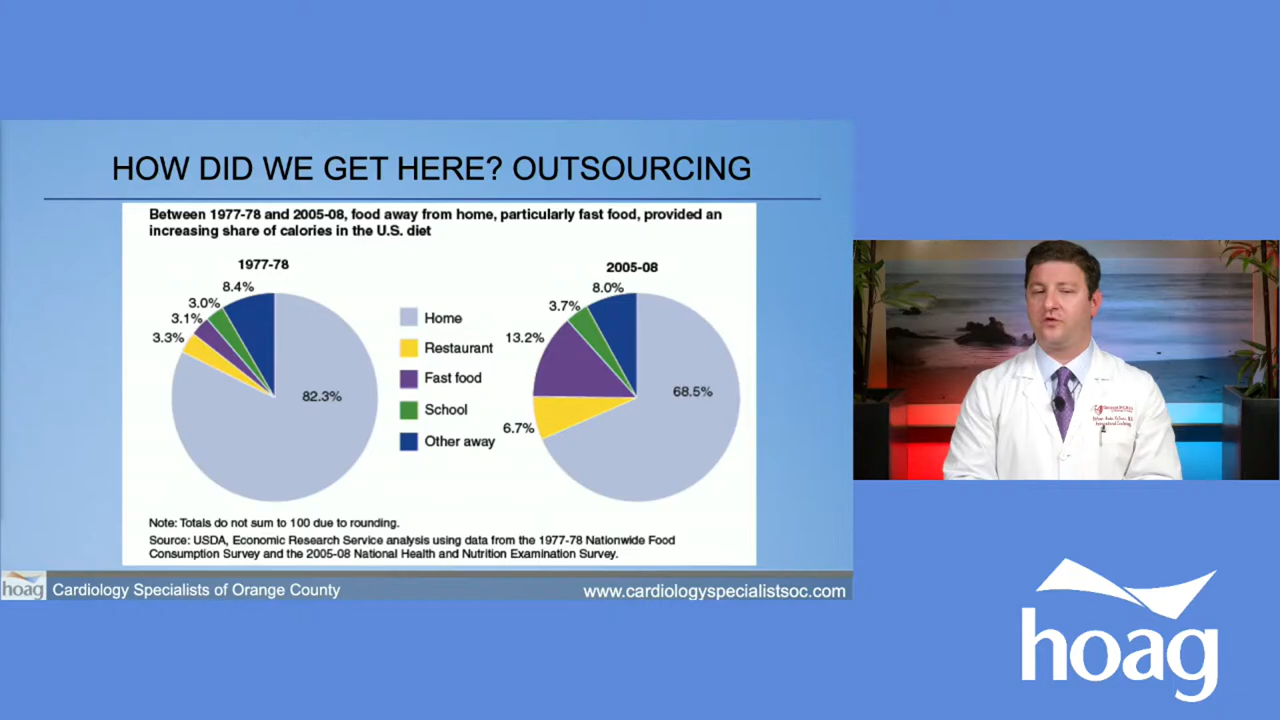 HOW DID WE GET HERE? OUTSOURCING
Between 1977-78 and 2005-08, food away from home, particularly fast food, provided an
increasing share of calories in the U.S. diet
1977-78
8.4%
3.0%
3.1%
3.3%
82.3%
Home
Restaurant
Fast food
School
Other away
2005-08
8.0%
3.7%
13.2%
6.7%
68.5%
Note: Totals do not sum to 100 due to rounding.
Source: USDA, Economic Research Service analysis using data from the 1977-78 Nationwide Food
Consumption Survey and the 2005-08 National Health and Nutrition Examination Survey.
hoag
Cardiology Specialists of Orange County
www.cardiologyspecialistsoc.com
hoag